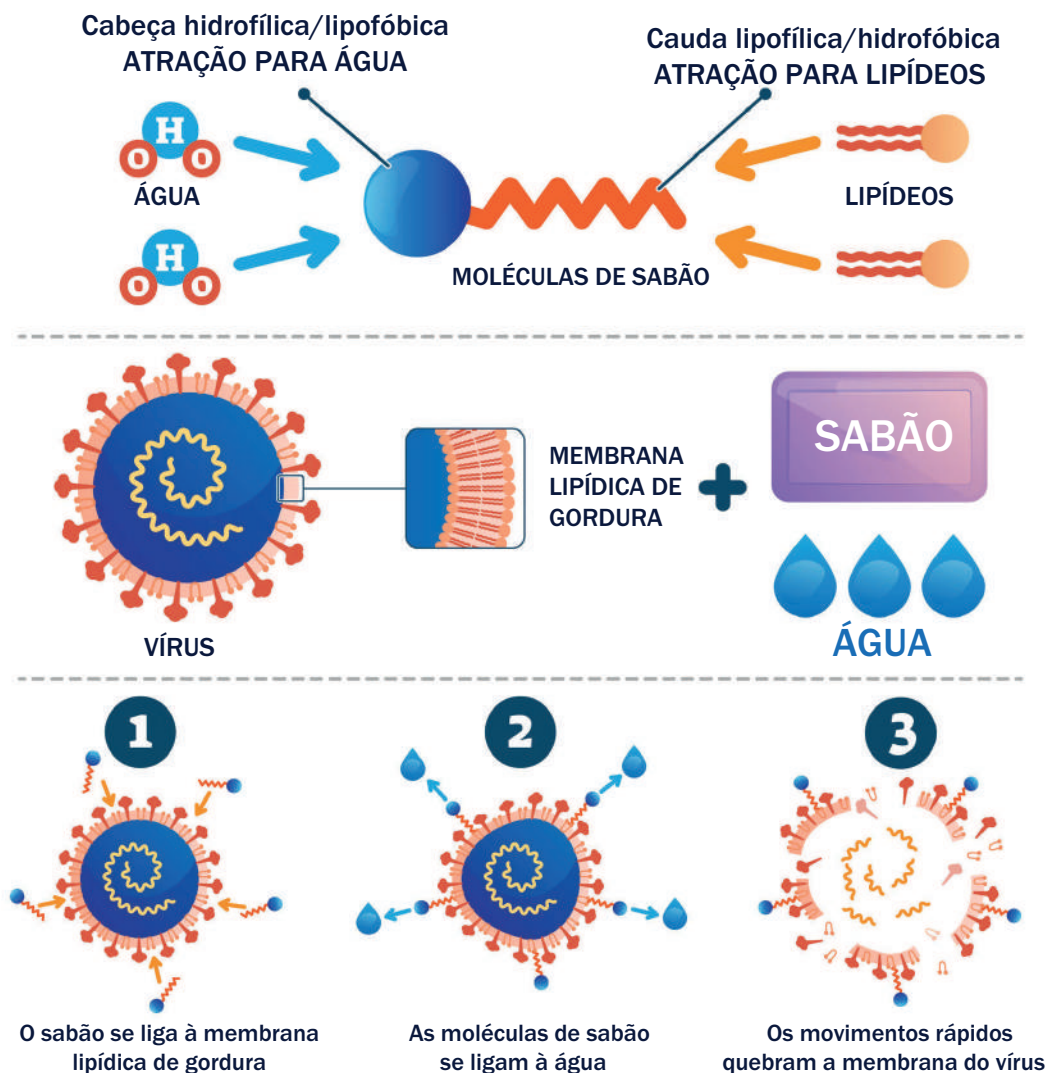 Cabeça hidrofílica/lipofóbica
ATRAÇÃO PARA ÁGUA
Cauda lipofílica/hidrofóbica
ATRAÇÃO PARA LIPÍDEOS
H
O O
ÁGUA
H
O O
LIPÍDEOS
MOLÉCULAS DE SABÃO
VÍRUS
MEMBRANA
LIPÍDICA DE
GORDURA
SABÃO
ÁGUA
1
O sabão se liga à membrana
lipídica de gordura
2
As moléculas de sabão
se ligam à água
3
Os movimentos rápidos
quebram a membrana do vírus